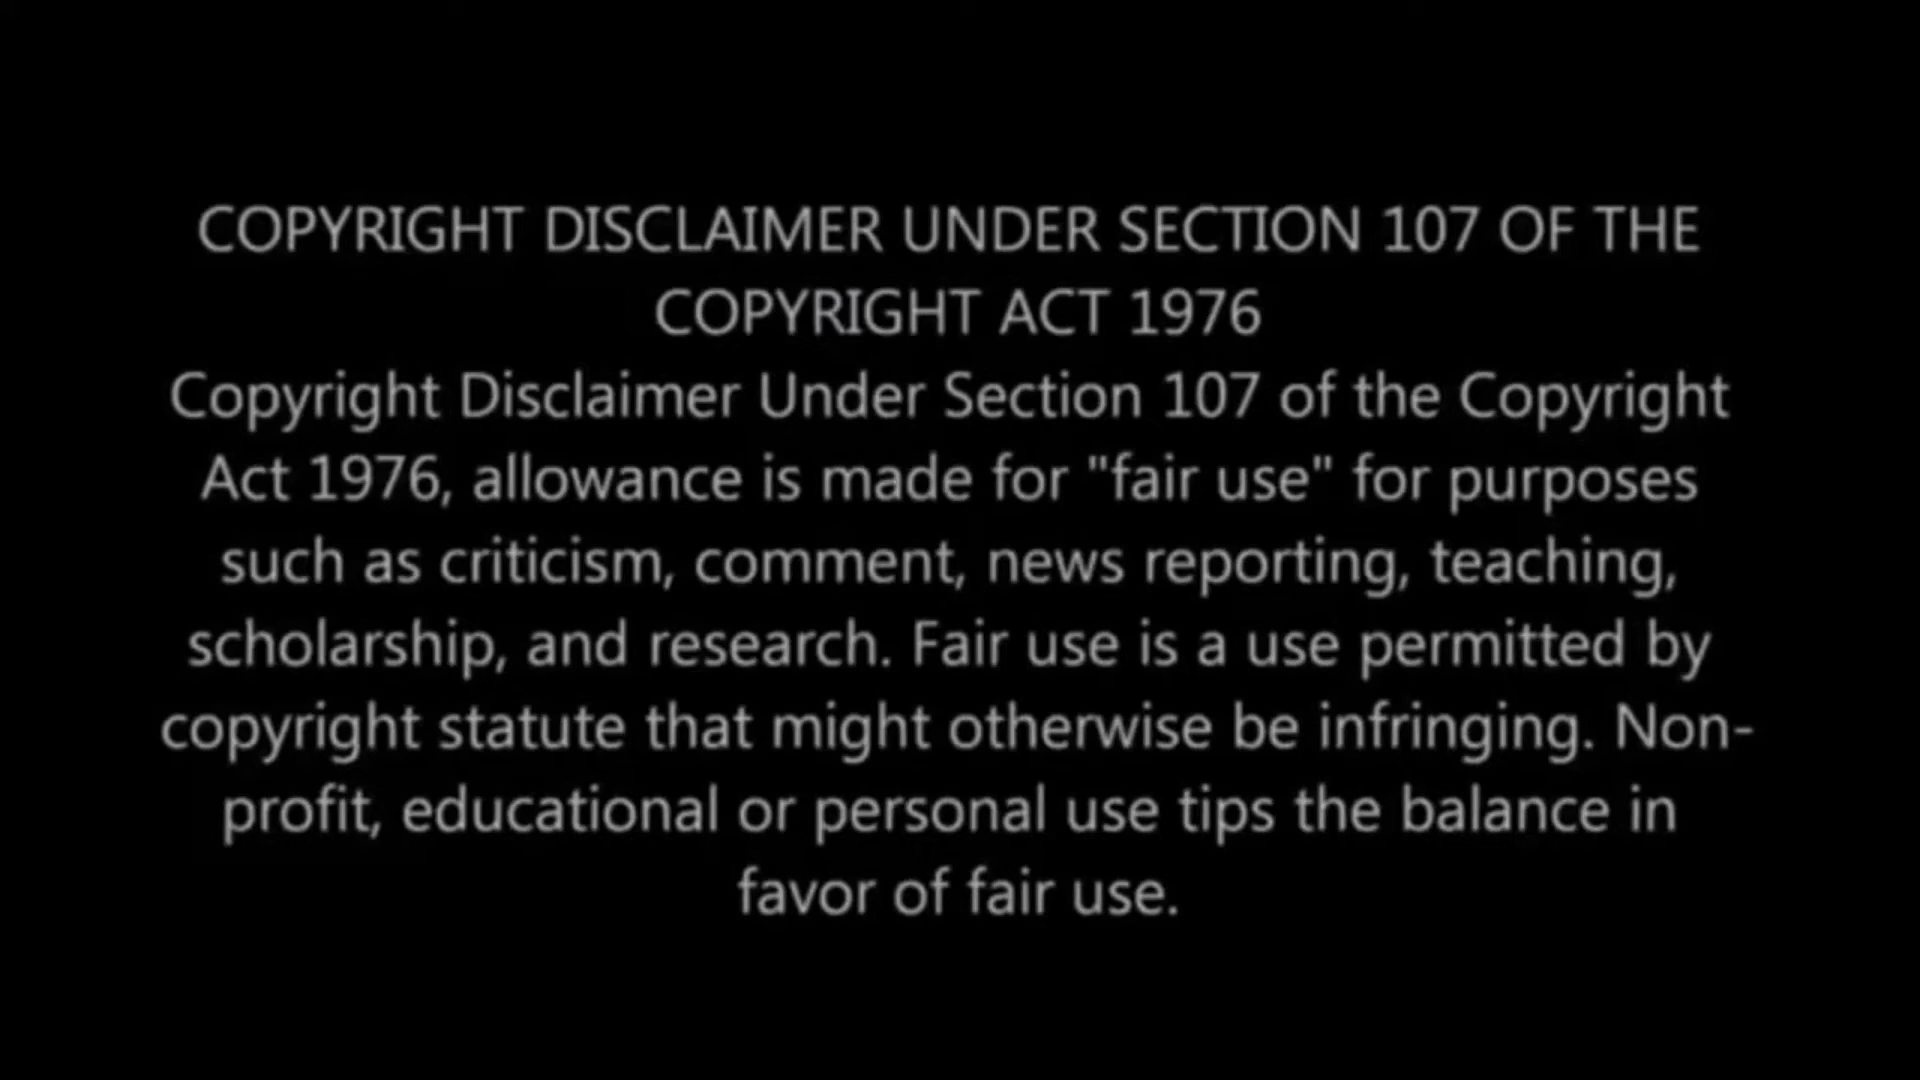 COPYRIGHT DISCLAIMER UNDER SECTION 107 OF THE
COPYRIGHT ACT 1976
Copyright Disclaimer Under Section 107 of the Copyright
Act 1976, allowance is made for "fair use" for purposes
such as criticism, comment, news reporting, teaching,
scholarship, and research. Fair use is a use permitted by
copyright statute that might otherwise be infringing. Non-
profit, educational or personal use tips the balance in
favor of fair use.